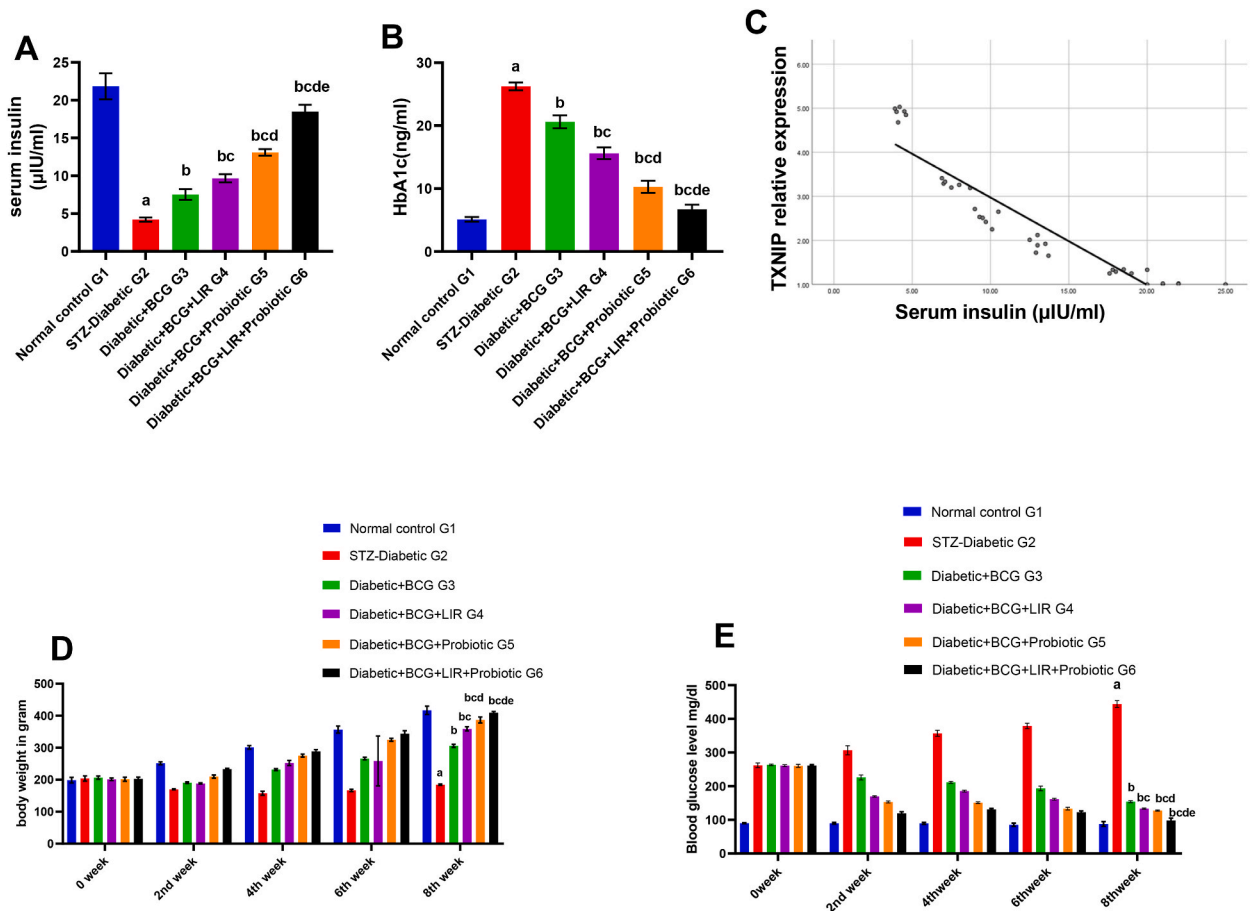 A
serum insulin
(µIU/ml)
25
20
15
10
5
0
a
b
bc
bcd
bcde
Normal control G1
STZ-Diabetic G2
Diabetic+BCG G3
Diabetic+BCG+LIR G4
Diabetic+BCG+Probiotic G5
Diabetic+BCG+LIR+Probiotic G6
B
HbA1c(ng/ml)
30
20
10
0
a
b
bc
bcd
bcde
Normal control G1
STZ-Diabetic G2
Diabetic+BCG G3
Diabetic+BCG+LIR G4
Diabetic+BCG+Probiotic G5
Diabetic+BCG+LIR+Probiotic G6
C
TXNIP relative expression
6.00
5.00
4.00
3.00
2.00
1.00
0.00
5.00
10.00
15.00
20.00
25.00
Serum insulin (µIU/ml)
Normal control G1
STZ-Diabetic G2
Diabetic+BCG G3
Diabetic+BCG+LIR G4
Diabetic+BCG+Probiotic G5
Diabetic+BCG+LIR+Probiotic G6
D
body weight in gram
500
400
300
200
100
0
a
b
bc
bcd
bcde
0 week
2nd week
4th week
6th week
8th week
Normal control G1
STZ-Diabetic G2
Diabetic+BCG G3
Diabetic+BCG+LIR G4
Diabetic+BCG+Probiotic G5
Diabetic+BCG+LIR+Probiotic G6
E
Blood glucose level mg/dl
500
400
300
200
100
0
a
b
bc
bcd
bcde
0week
2nd week
4thweek
6thweek
8thweek